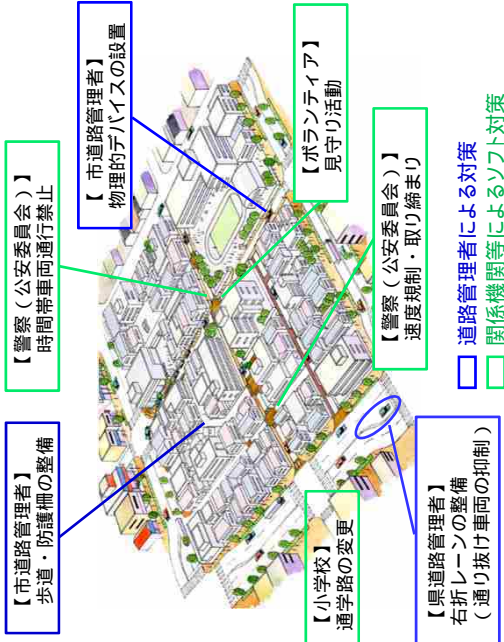 【市道路管理者】
歩道・防護柵の整備
【警察(公安委員会)】
時間帯車両通行禁止
【市道路管理者】
物理的デバイスの設置
【ボランティア】
見守り活動
【小学校】
通学路の変更
【警察(公安委員会)】
速度規制・取り締まり
【県道路管理者】
右折レーンの整備
(通り抜け車両の抑制)
道路管理者による対策
関係機関等によるソフト対策